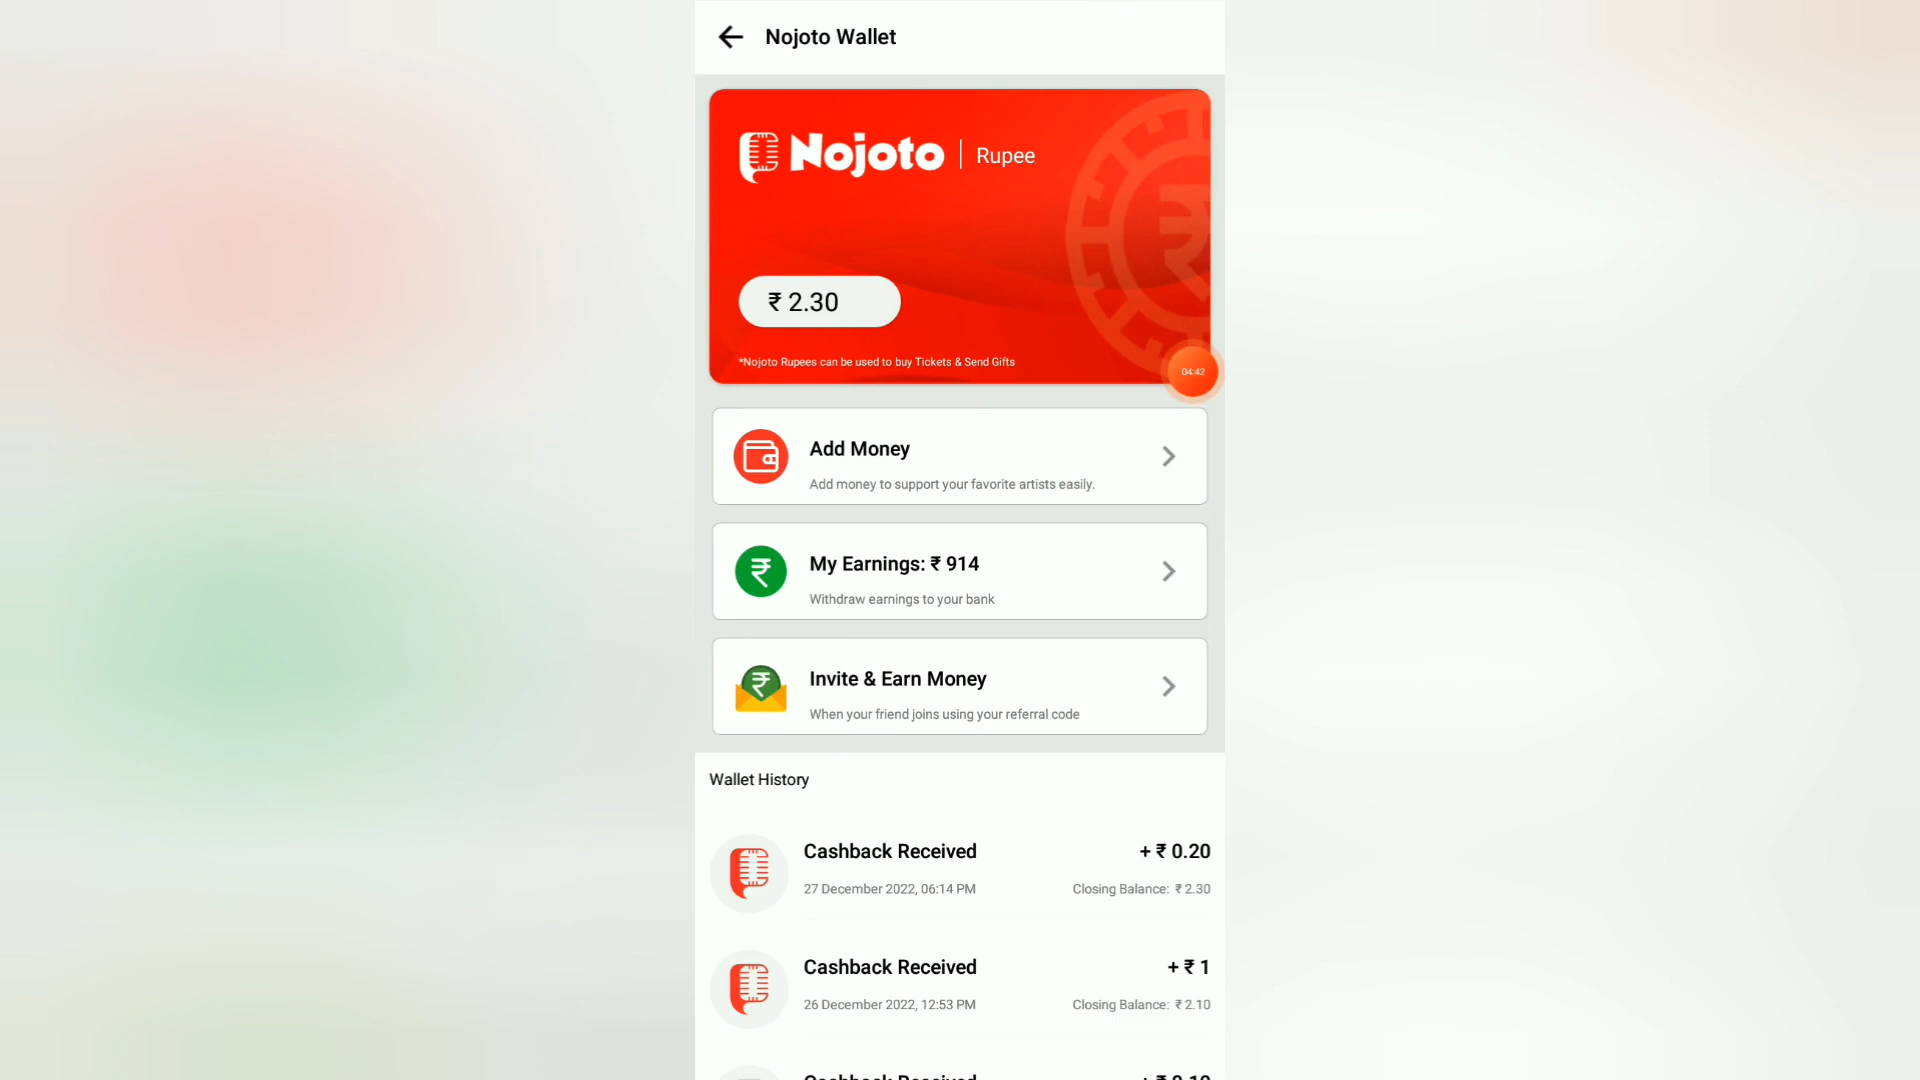 Nojoto Wallet
Nojoto | Rupee
₹ 2.30
*Nojoto Rupees can be used to buy Tickets & Send Gifts
04:42
Add Money
Add money to support your favorite artists easily.
My Earnings: ₹ 914
Withdraw earnings to your bank
Invite & Earn Money
When your friend joins using your referral code
Wallet History
Cashback Received + ₹ 0.20
27 December 2022, 06:14 PM Closing Balance: ₹ 2.30
Cashback Received + ₹ 1
26 December 2022, 12:53 PM Closing Balance: ₹ 2.10
Cashback Received